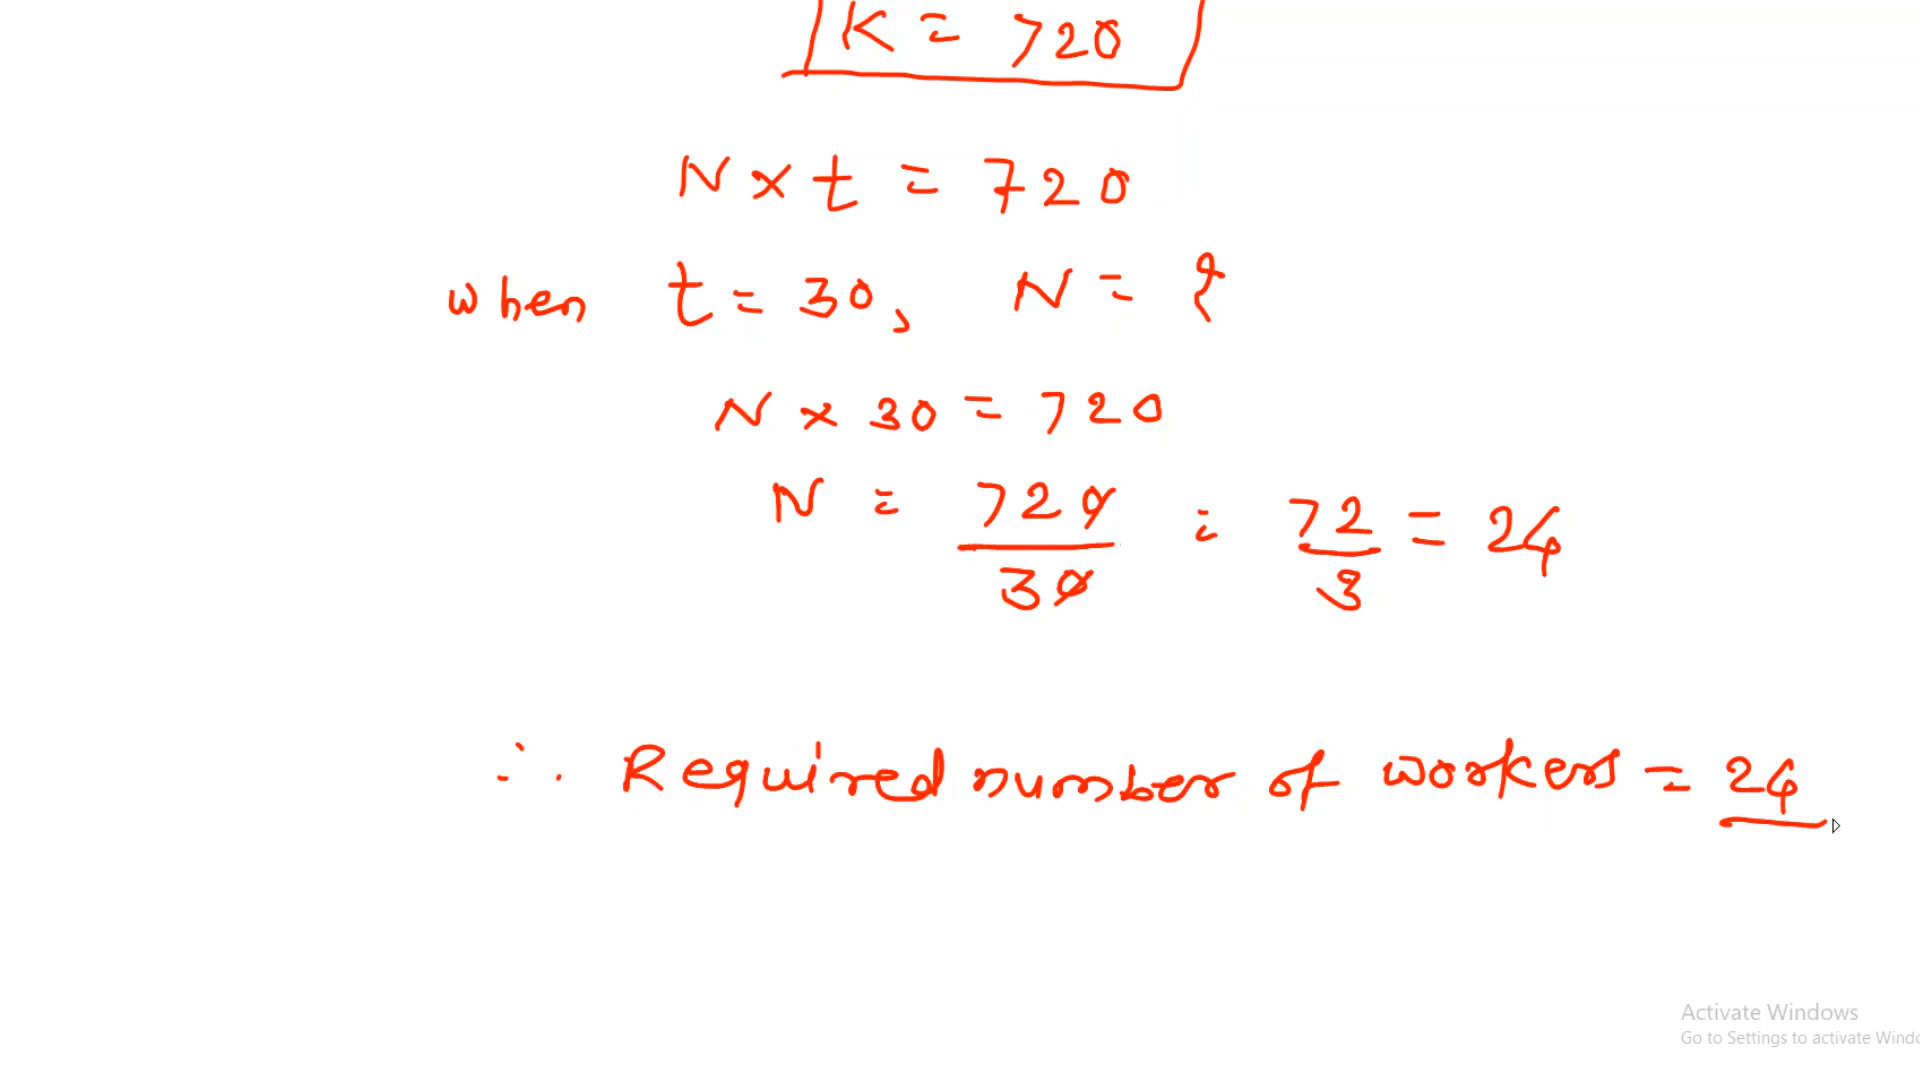 K = 720
N × t = 720
when t = 30, N = ?
N × 30 = 720
N = 720/30 = 72/3 = 24
∴ Required number of workers = 24
Activate Windows
Go to Settings to activate Windo